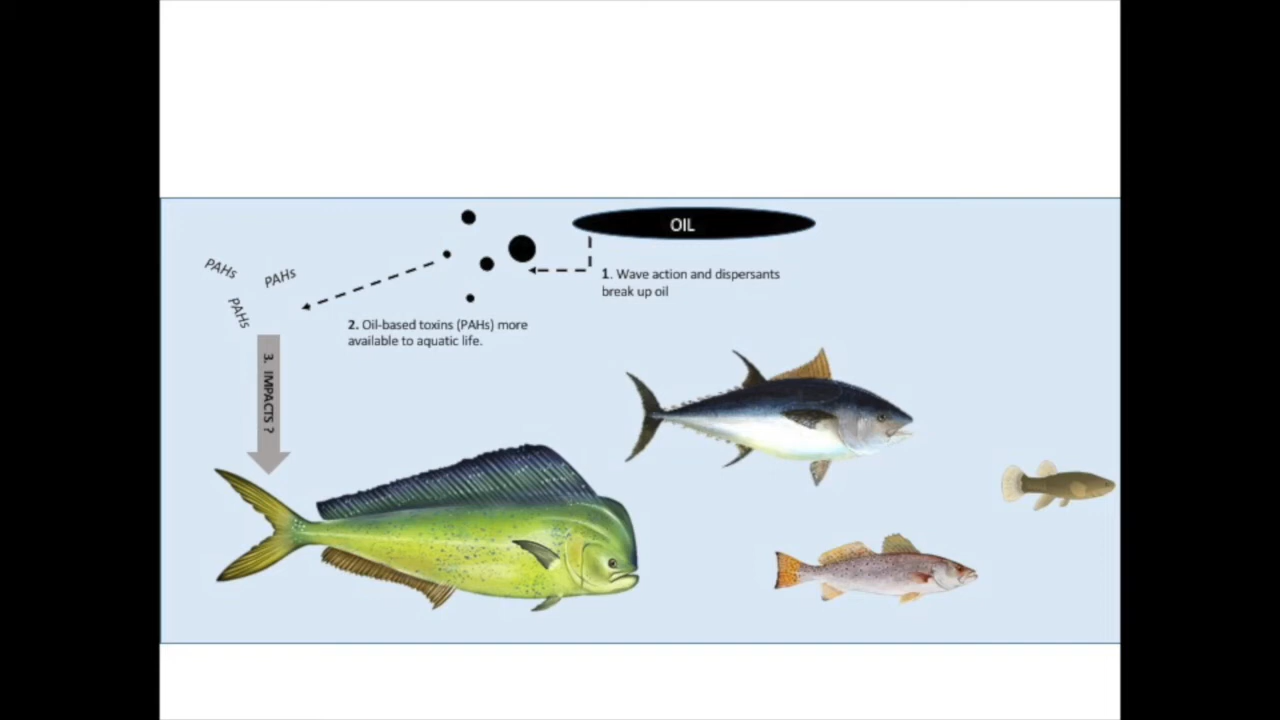 OIL
1. Wave action and dispersants
break up oil
2. Oil-based toxins (PAHs) more
available to aquatic life.
PAHs
PAHs
PAHs
3. IMPACTS ?